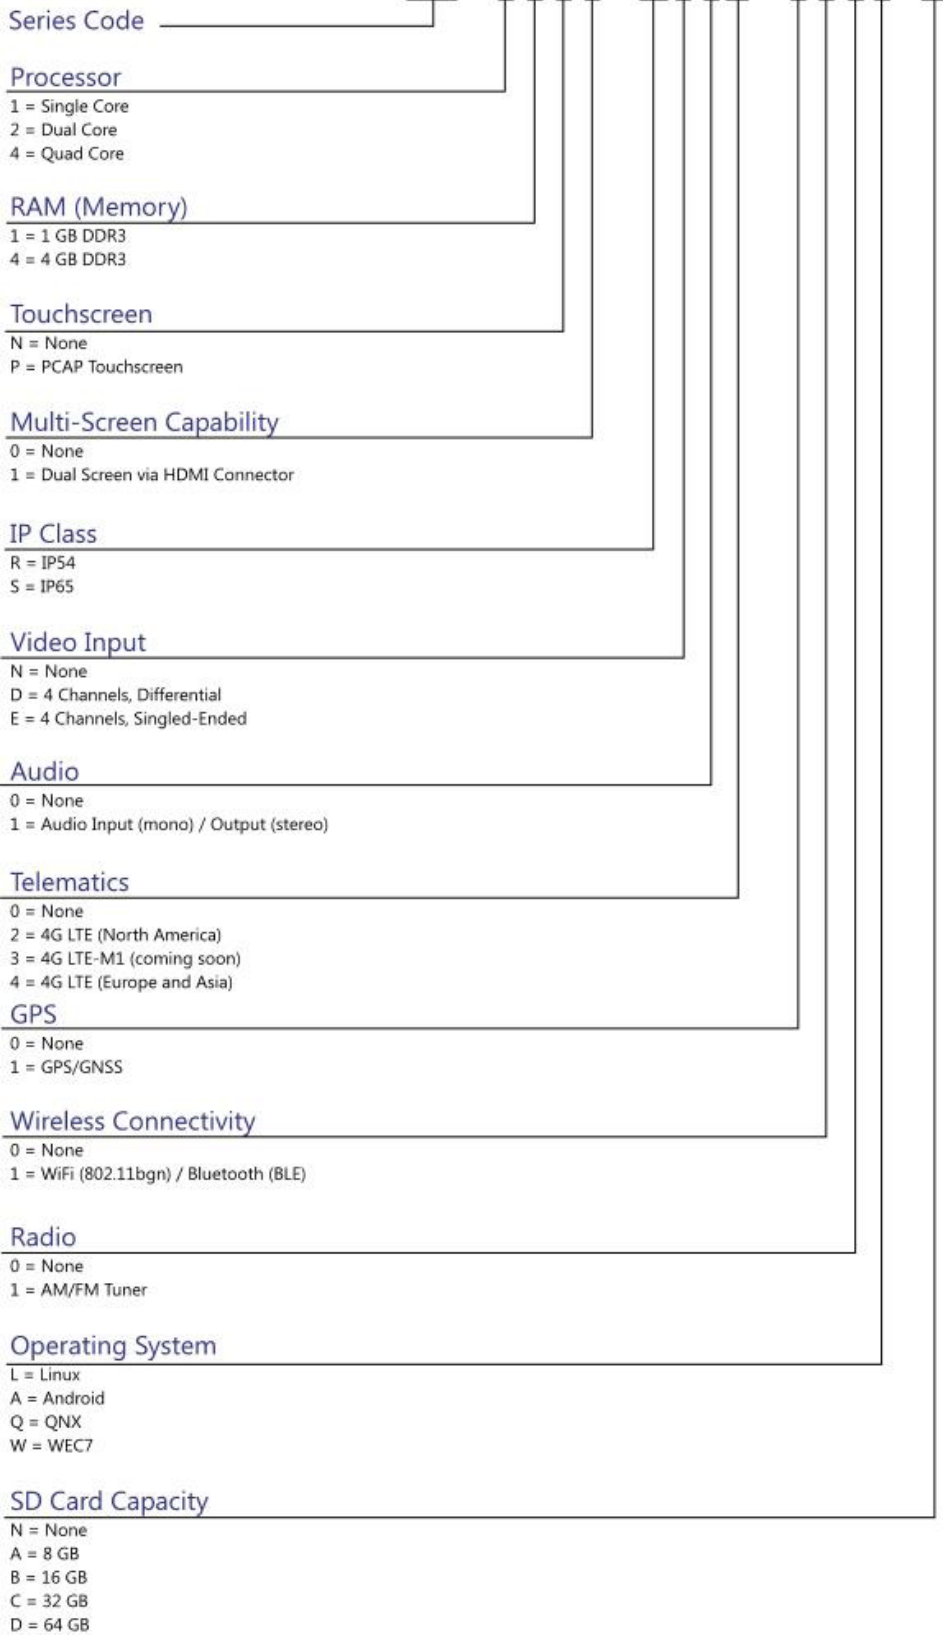 Series Code
Processor
1 = Single Core
2 = Dual Core
4 = Quad Core
RAM (Memory)
1 = 1 GB DDR3
4 = 4 GB DDR3
Touchscreen
N = None
P = PCAP Touchscreen
Multi-Screen Capability
0 = None
1 = Dual Screen via HDMI Connector
IP Class
R = IP54
S = IP65
Video Input
N = None
D = 4 Channels, Differential
E = 4 Channels, Singled-Ended
Audio
0 = None
1 = Audio Input (mono) / Output (stereo)
Telematics
0 = None
2 = 4G LTE (North America)
3 = 4G LTE-M1 (coming soon)
4 = 4G LTE (Europe and Asia)
GPS
0 = None
1 = GPS/GNSS
Wireless Connectivity
0 = None
1 = WiFi (802.11bgn) / Bluetooth (BLE)
Radio
0 = None
1 = AM/FM Tuner
Operating System
L = Linux
A = Android
Q = QNX
W = WEC7
SD Card Capacity
N = None
A = 8 GB
B = 16 GB
C = 32 GB
D = 64 GB